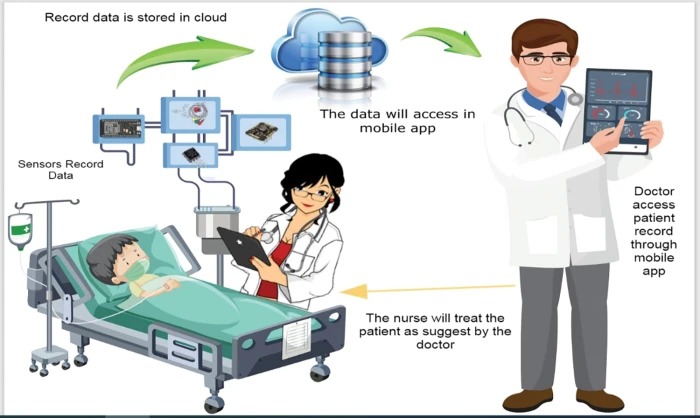 Record data is stored in cloud
The data will access in
mobile app
Sensors Record
Data
Doctor
access
patient
record
through
mobile
app
The nurse will treat the
patient as suggest by the
doctor